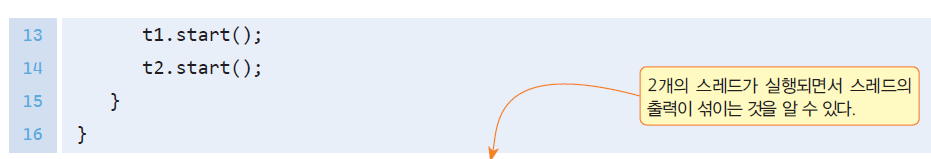 13 t1.start();
14 t2.start();
15 }
16 }
2개의 스레드가 실행되면서 스레드의
출력이 섞이는 것을 알 수 있다.